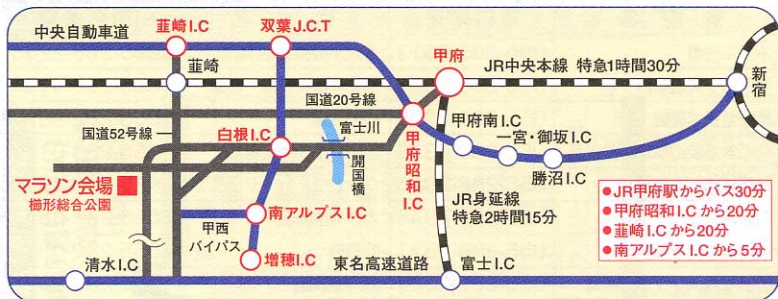 中央自動車道
韮崎I.C
双葉J.C.T
甲府
JR中央本線 特急1時間30分
新宿
韮崎
国道20号線
国道52号線
白根I.C
富士川
開国橋
甲府昭和I.C
甲府南I.C
一宮・御坂I.C
勝沼I.C
マラソン会場
櫛形総合公園
南アルプスI.C
甲西
バイパス
増穂I.C
JR身延線
特急2時間15分
清水I.C
東名高速道路
富士I.C
●JR甲府駅からバス30分
●甲府昭和I.Cから20分
●韮崎I.Cから20分
●南アルプスI.Cから5分